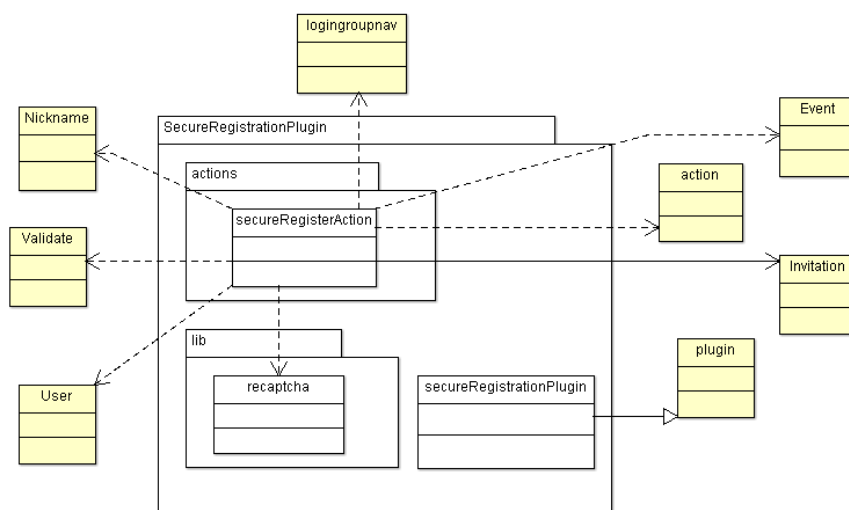 logingroupnav
Nickname
Event
SecureRegistrationPlugin
actions
action
secureRegisterAction
Validate
Invitation
lib
plugin
recaptcha
secureRegistrationPlugin
User